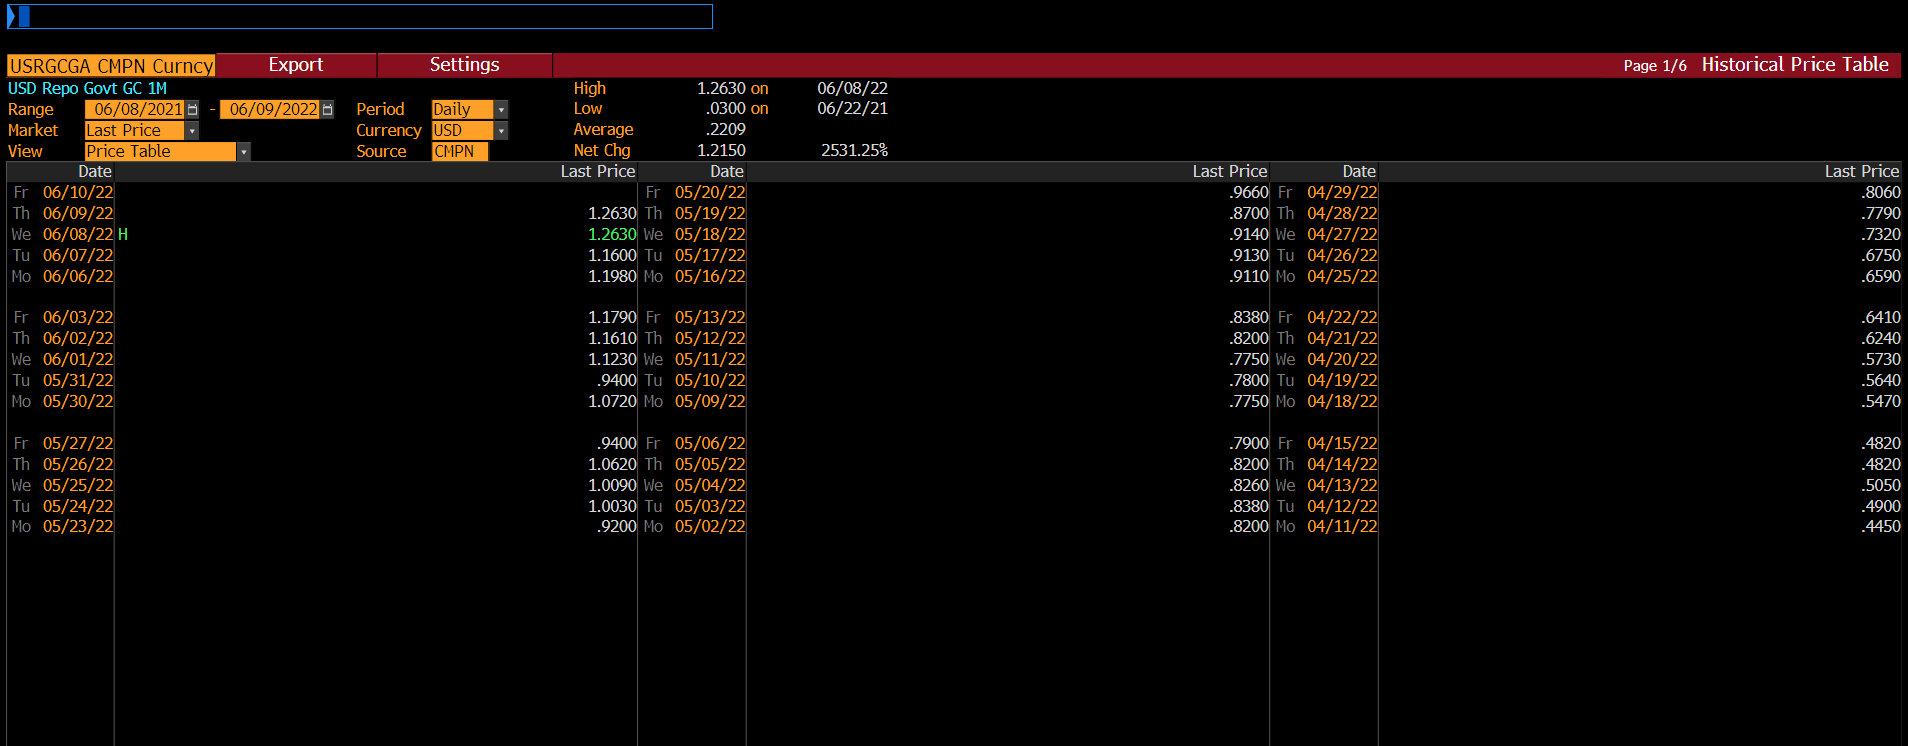 USRGCGA CMPN Curncy Export Settings Page 1/6 Historical Price Table
USD Repo Govt GC 1M High 1.2630 on 06/08/22
Range 06/08/2021 - 06/09/2022 Period Daily Low .0300 on 06/22/21
Market Last Price Currency USD Average .2209
View Price Table Source CMPN Net Chg 1.2150 2531.25%
Date Last Price Date Last Price Date Last Price
Fr 06/10/22 Fr 05/20/22 .9660 Fr 04/29/22 .8060
Th 06/09/22 1.2630 Th 05/19/22 .8700 Th 04/28/22 .7790
We 06/08/22 H 1.2630 We 05/18/22 .9140 We 04/27/22 .7320
Tu 06/07/22 1.1600 Tu 05/17/22 .9130 Tu 04/26/22 .6750
Mo 06/06/22 1.1980 Mo 05/16/22 .9110 Mo 04/25/22 .6590
Fr 06/03/22 1.1790 Fr 05/13/22 .8380 Fr 04/22/22 .6410
Th 06/02/22 1.1610 Th 05/12/22 .8200 Th 04/21/22 .6240
We 06/01/22 1.1230 We 05/11/22 .7750 We 04/20/22 .5730
Tu 05/31/22 .9400 Tu 05/10/22 .7800 Tu 04/19/22 .5640
Mo 05/30/22 1.0720 Mo 05/09/22 .7750 Mo 04/18/22 .5470
Fr 05/27/22 .9400 Fr 05/06/22 .7900 Fr 04/15/22 .4820
Th 05/26/22 1.0620 Th 05/05/22 .8200 Th 04/14/22 .4820
We 05/25/22 1.0090 We 05/04/22 .8260 We 04/13/22 .5050
Tu 05/24/22 1.0030 Tu 05/03/22 .8380 Tu 04/12/22 .4900
Mo 05/23/22 .9200 Mo 05/02/22 .8200 Mo 04/11/22 .4450